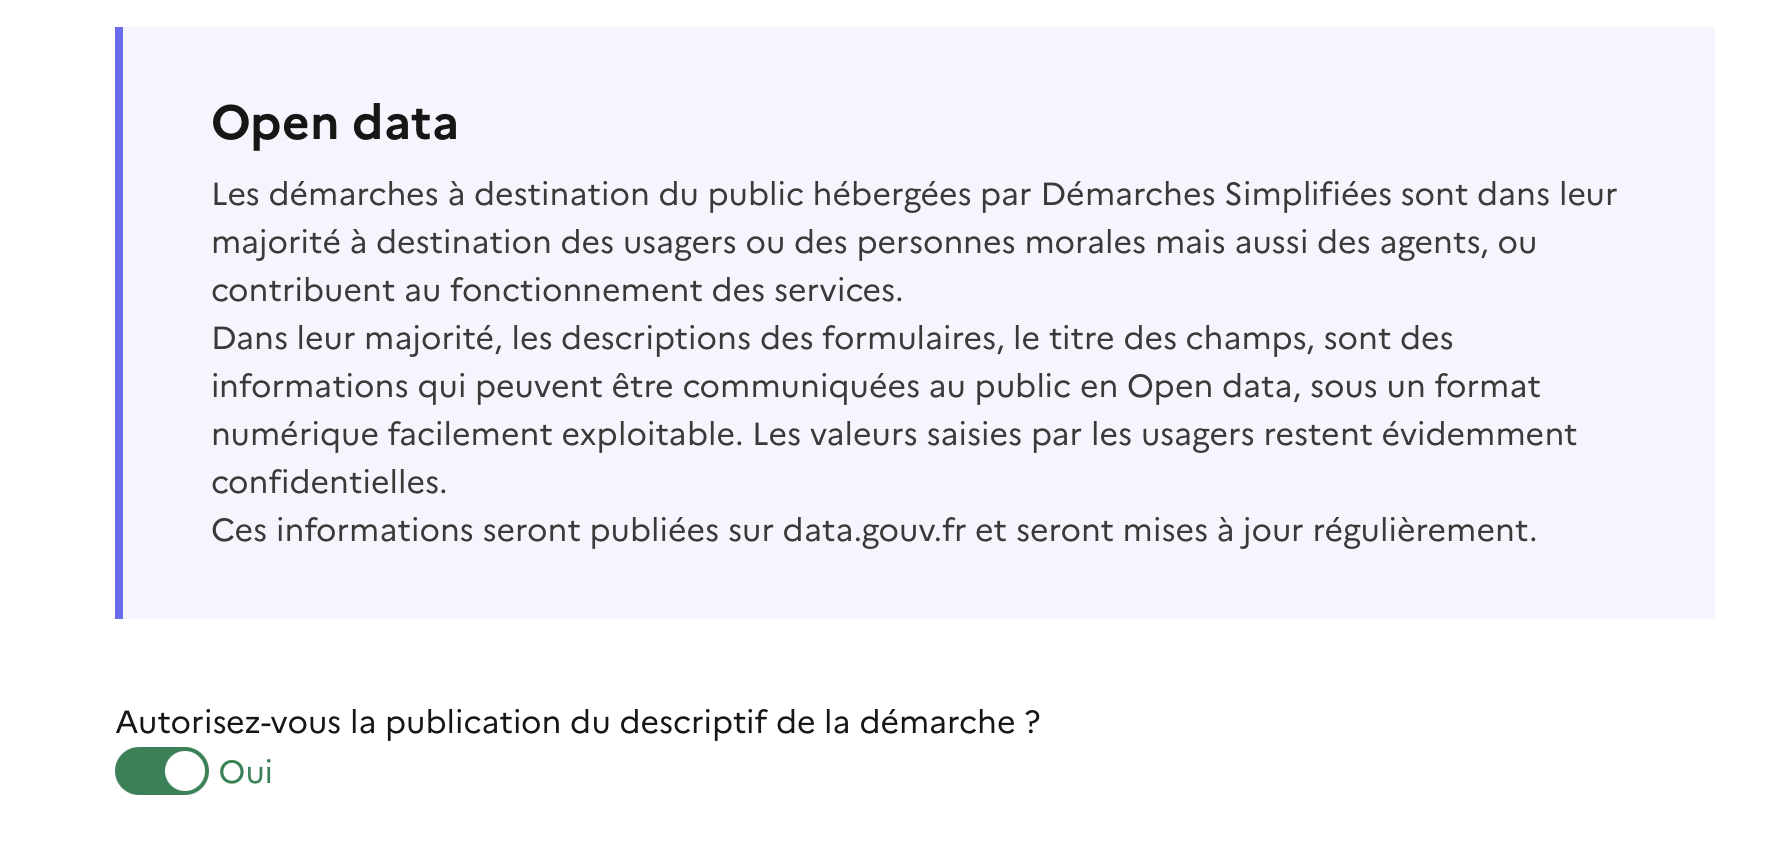 Open data
Les démarches à destination du public hébergées par Démarches Simplifiées sont dans leur
majorité à destination des usagers ou des personnes morales mais aussi des agents, ou
contribuent au fonctionnement des services.
Dans leur majorité, les descriptions des formulaires, le titre des champs, sont des
informations qui peuvent être communiquées au public en Open data, sous un format
numérique facilement exploitable. Les valeurs saisies par les usagers restent évidemment
confidentielles.
Ces informations seront publiées sur data.gouv.fr et seront mises à jour régulièrement.
Autorisez-vous la publication du descriptif de la démarche ?
Oui